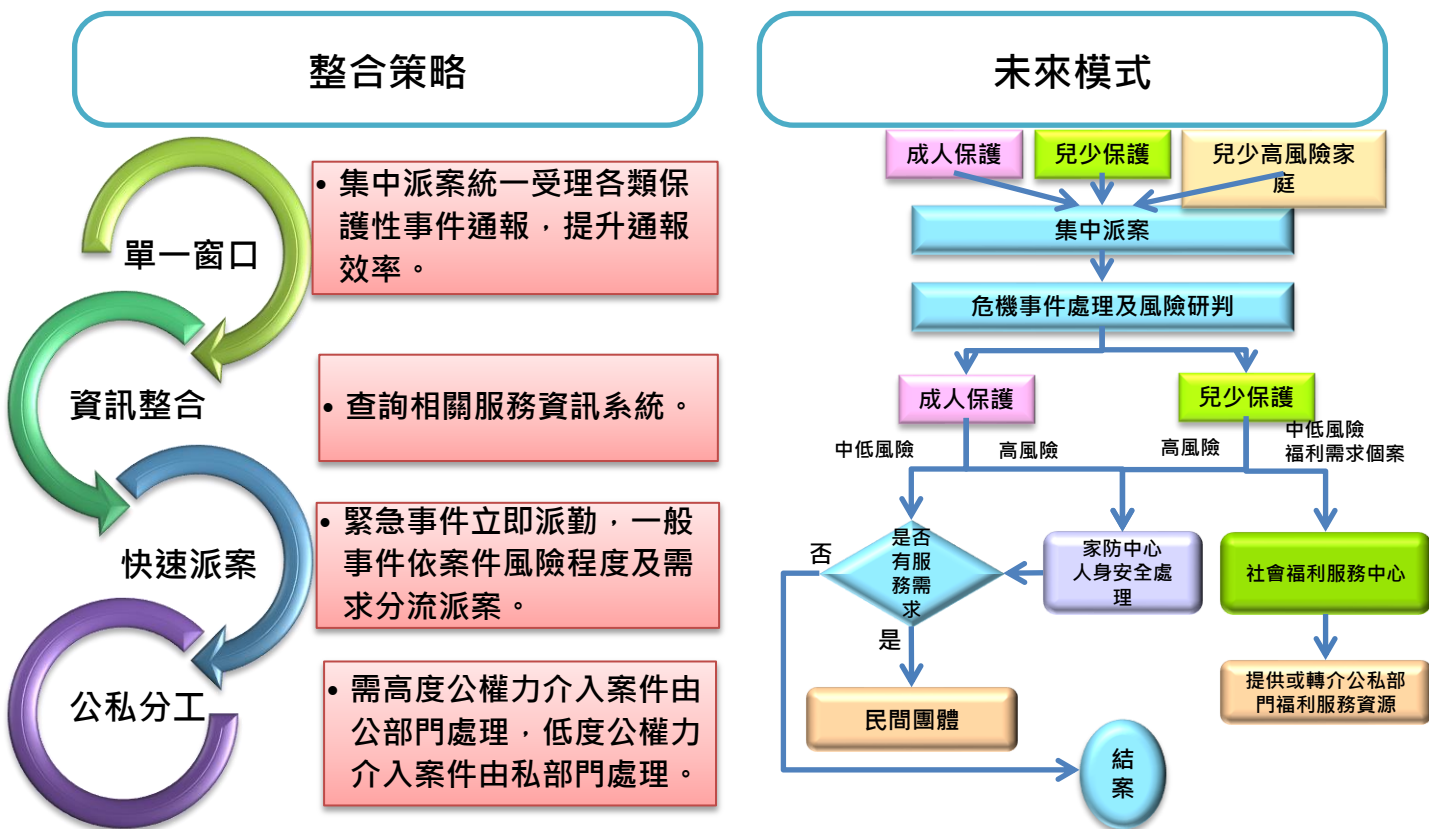 整合策略
單一窗口
• 集中派案統一受理各類保
護性事件通報，提升通報
效率。
資訊整合
• 查詢相關服務資訊系統。
快速派案
• 緊急事件立即派勤，一般
事件依案件風險程度及需
求分流派案。
公私分工
• 需高度公權力介入案件由
公部門處理，低度公權力
介入案件由私部門處理。
未來模式
成人保護
兒少保護
兒少高風險家
庭
集中派案
危機事件處理及風險研判
成人保護
兒少保護
中低風險
高風險
高風險
中低風險
福利需求個案
否
是否
有服
務需
求
是
家防中心
人身安全處
理
社會福利服務中心
民間團體
提供或轉介公私部
門福利服務資源
結
案